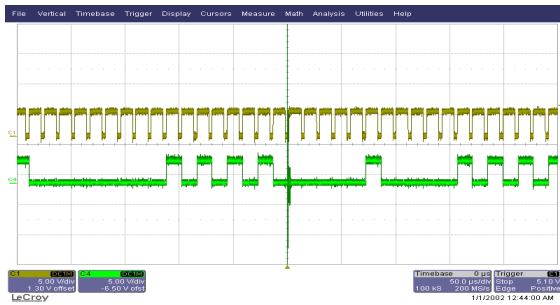 File Vertical Timebase Trigger Display Cursors Measure Math Analysis Utilities Help
C1
C4
C1 DC1M
5.00 V/div
1.30 V offset
C4 DC1M
5.00 V/div
-6.50 V ofst
Timebase 0 µs
50.0 µs/div
100 kS 200 MS/s
Trigger C1
Stop 5.10 V
Edge Positive
LeCroy
1/1/2002 12:44:00 AM